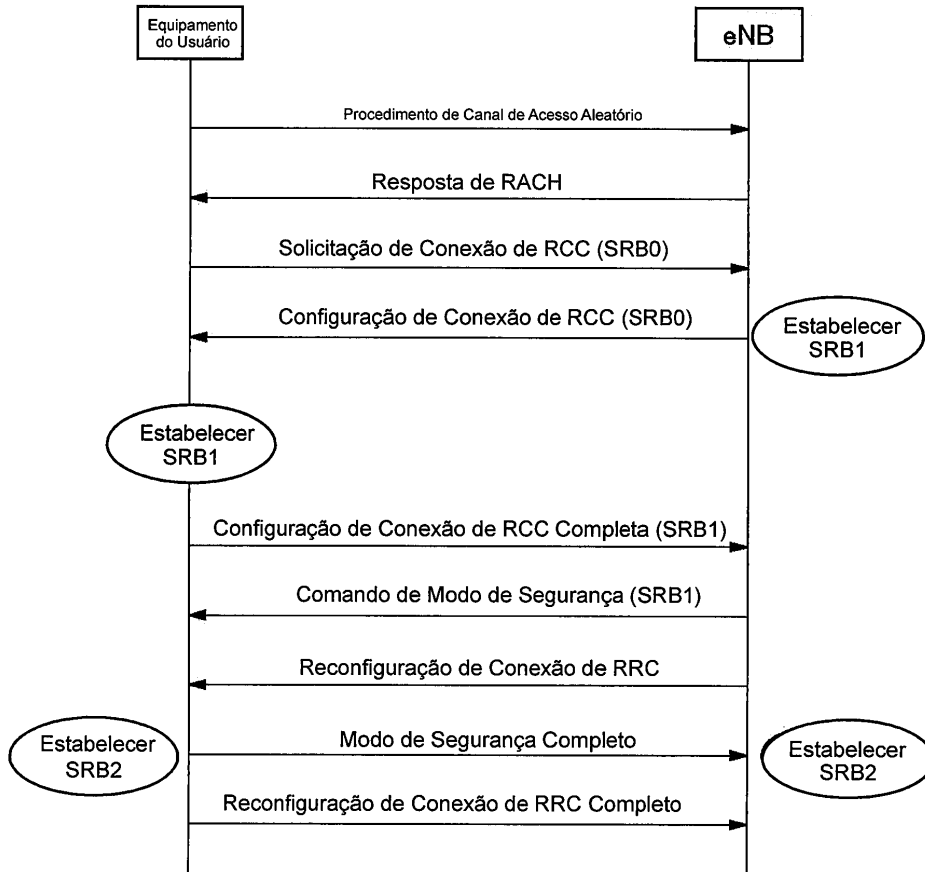 Equipamento
do Usuário
eNB
Procedimento de Canal de Acesso Aleatório
Resposta de RACH
Solicitação de Conexão de RCC (SRB0)
Configuração de Conexão de RCC (SRB0)
Estabelecer
SRB1
Estabelecer
SRB1
Configuração de Conexão de RCC Completa (SRB1)
Comando de Modo de Segurança (SRB1)
Reconfiguração de Conexão de RRC
Estabelecer
SRB2
Modo de Segurança Completo
Estabelecer
SRB2
Reconfiguração de Conexão de RRC Completo